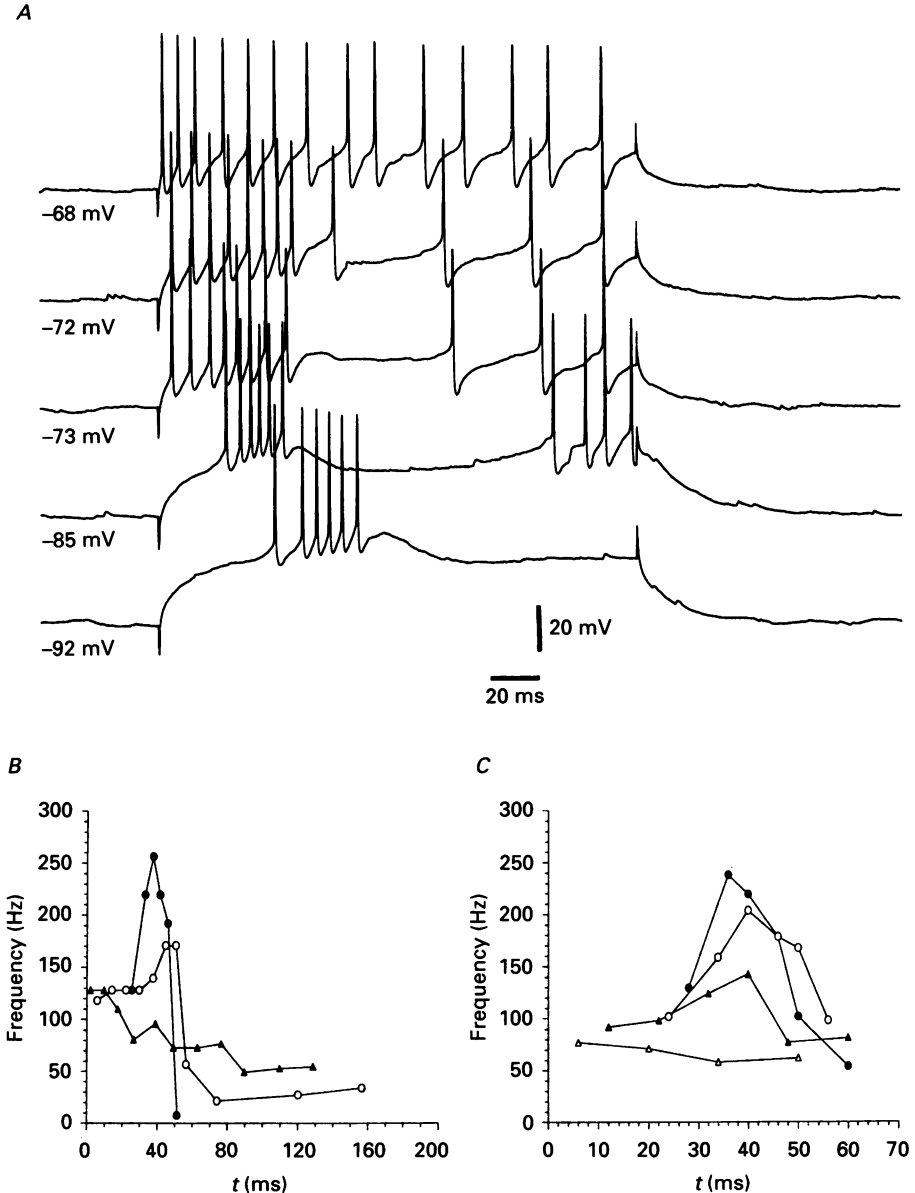 A
–68 mV
–72 mV
–73 mV
–85 mV
–92 mV
20 mV
20 ms
B
300
250
200
150
100
50
0
Frequency (Hz)
0 40 80 120 160 200
t (ms)
C
300
250
200
150
100
50
0
Frequency (Hz)
0 10 20 30 40 50 60 70
t (ms)